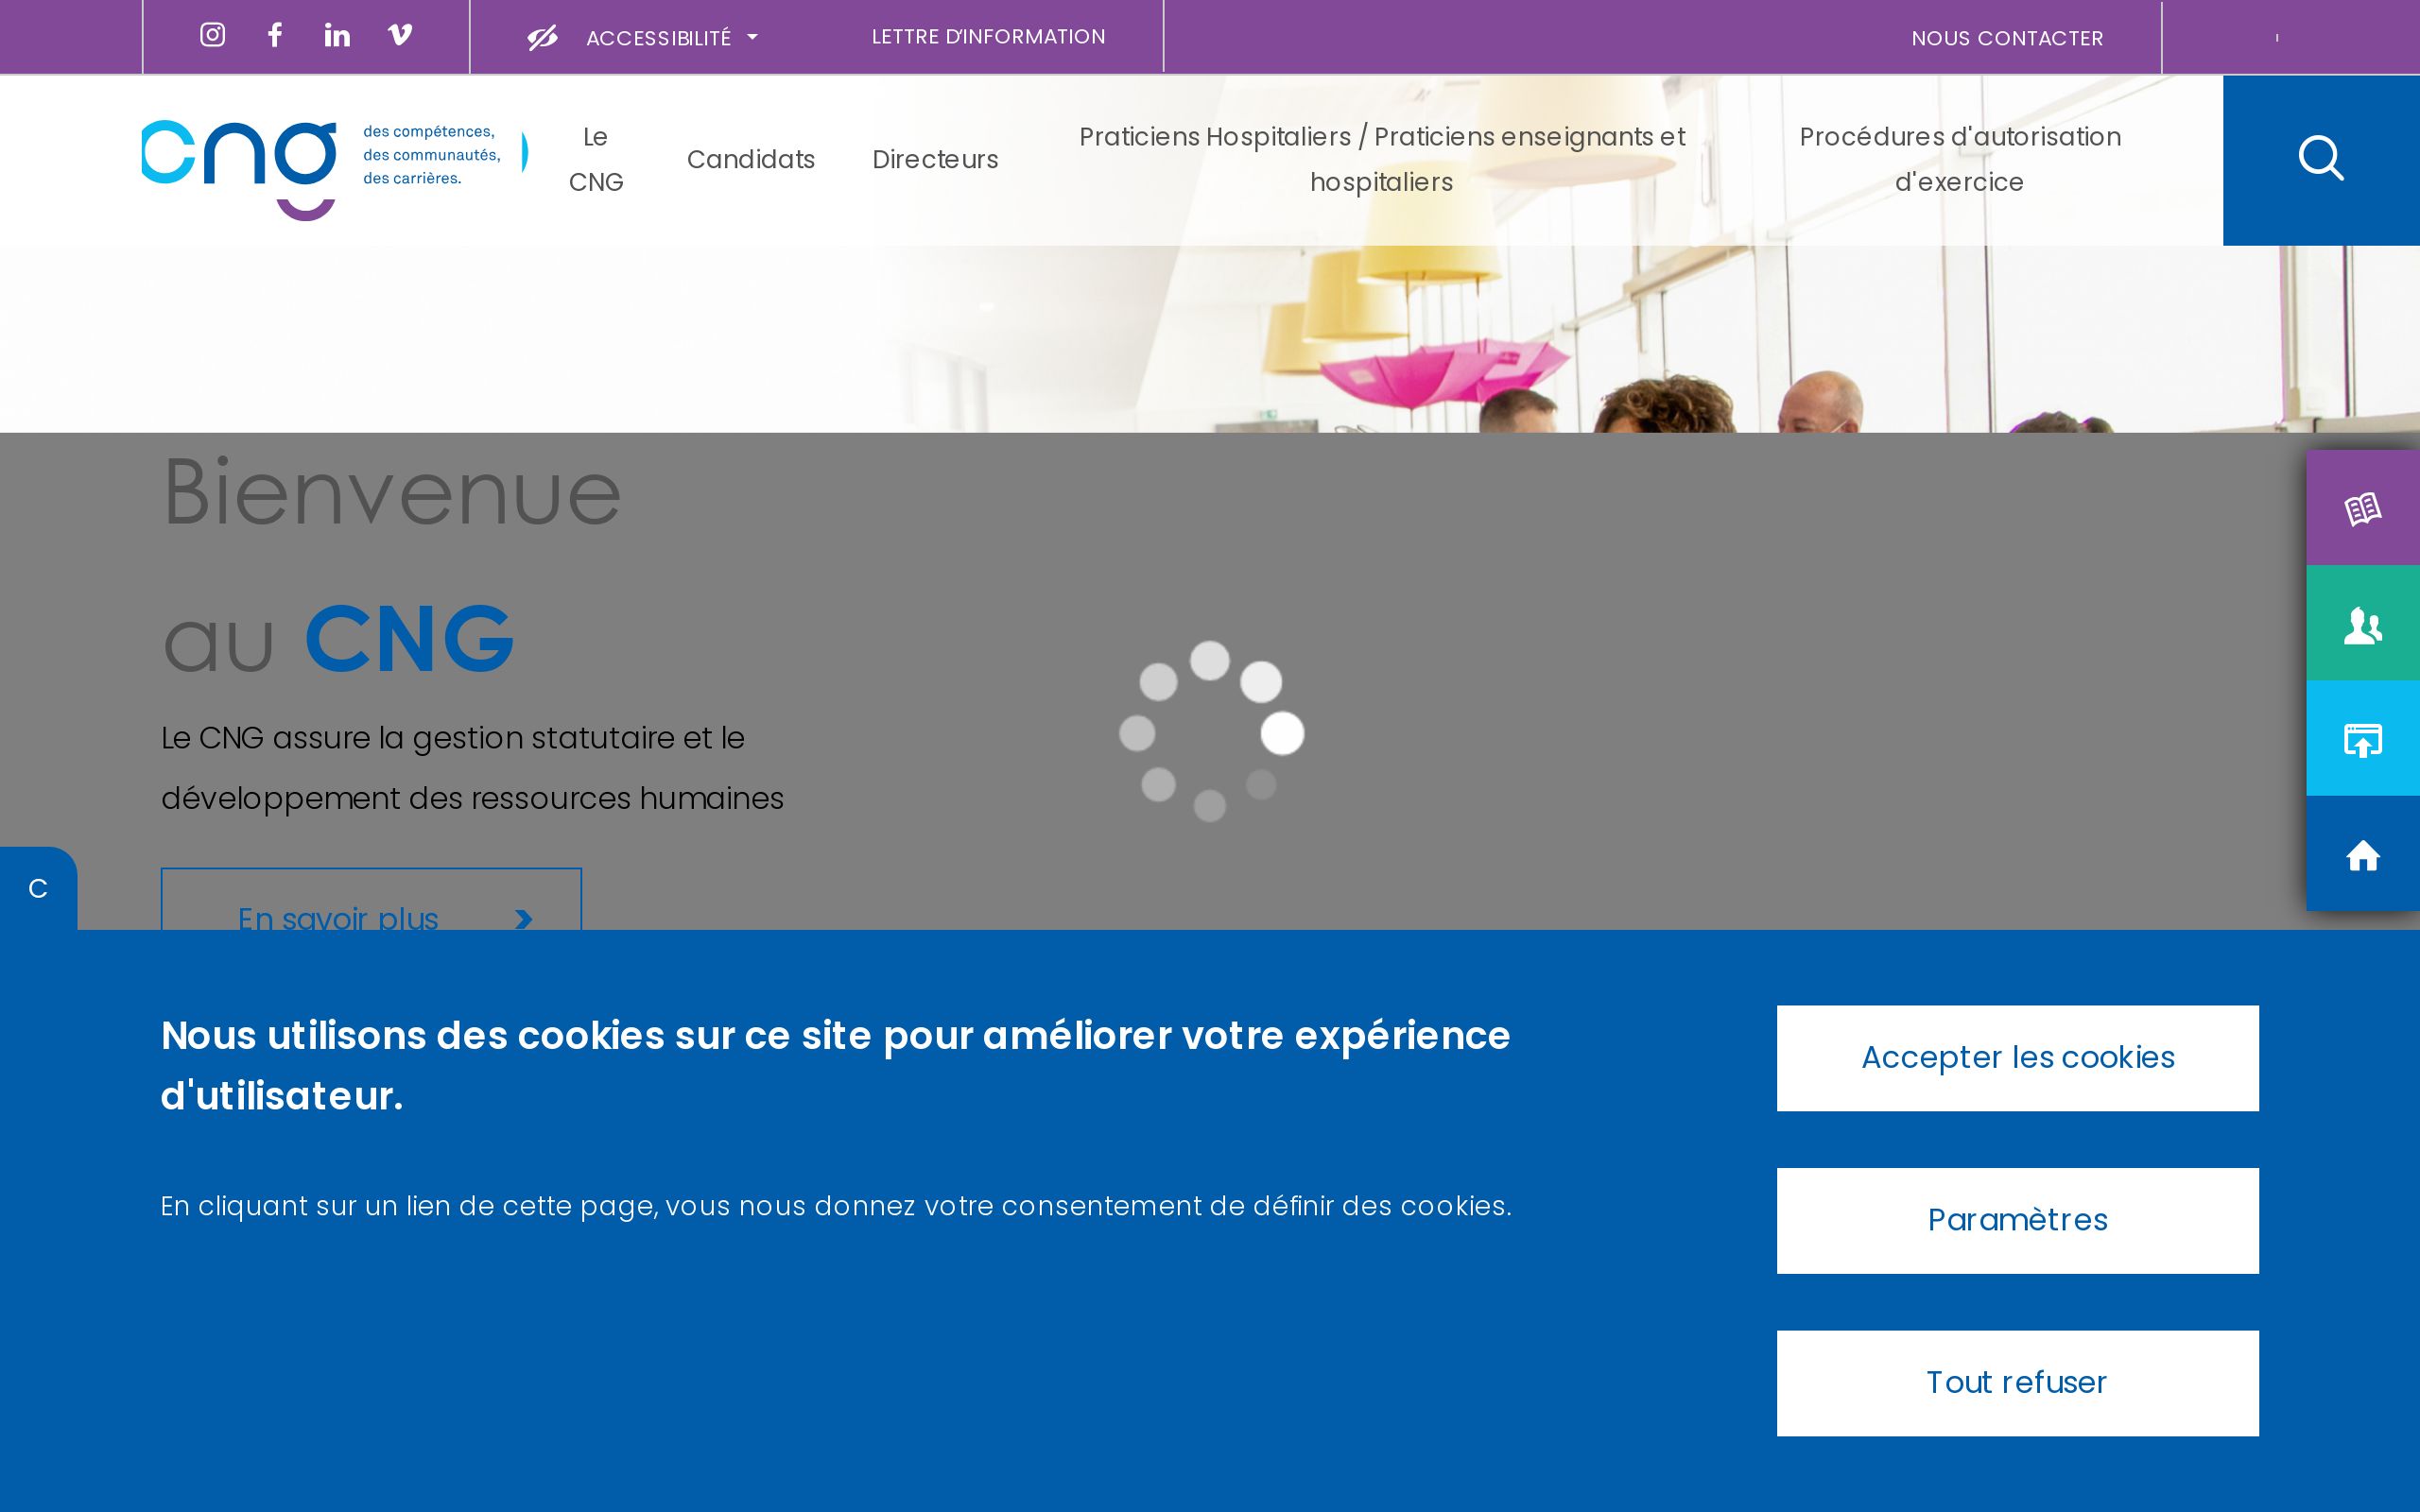 ACCESSIBILITÉ
LETTRE D'INFORMATION
NOUS CONTACTER
cng
des compétences,
des communautés,
des carrières.
Le
CNG
Candidats
Directeurs
Praticiens Hospitaliers / Praticiens enseignants et
hospitaliers
Procédures d'autorisation
d'exercice
Bienvenue
au CNG
Le CNG assure la gestion statutaire et le
développement des ressources humaines
C
En savoir plus
Nous utilisons des cookies sur ce site pour améliorer votre expérience
d'utilisateur.
En cliquant sur un lien de cette page, vous nous donnez votre consentement de définir des cookies.
Accepter les cookies
Paramètres
Tout refuser